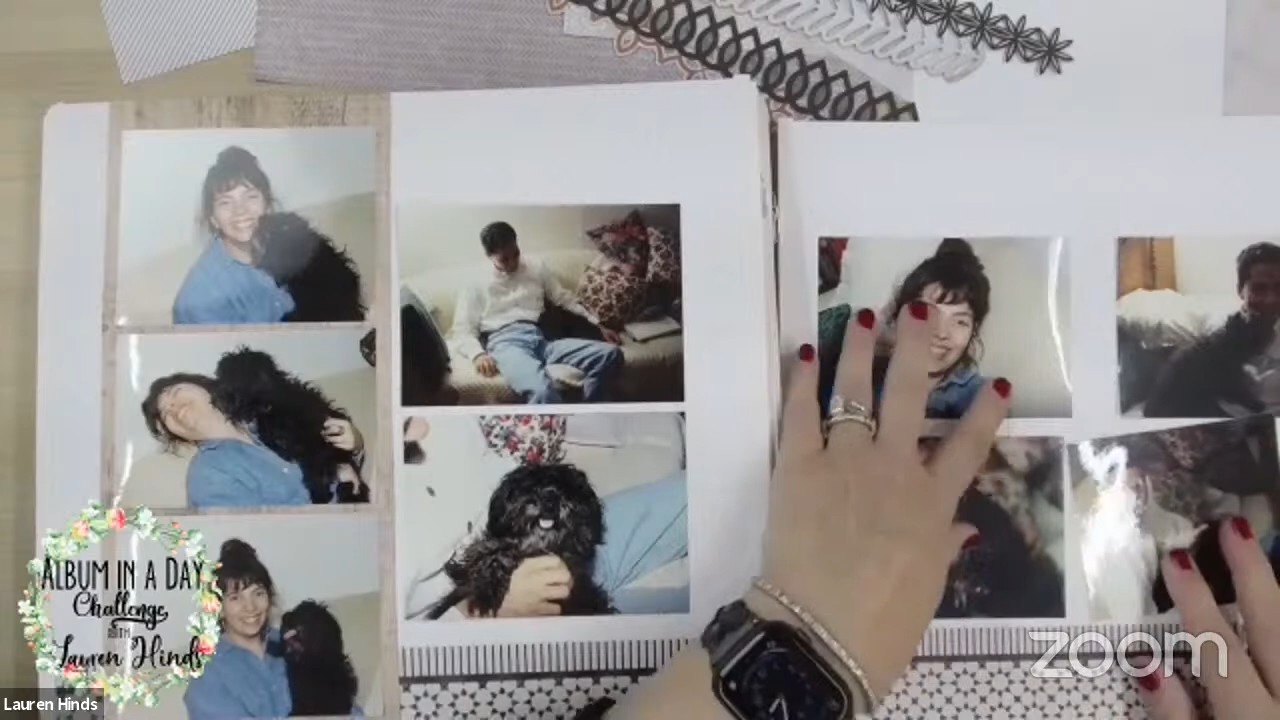 ALBUM IN A DAY
Challenge
WITH
Lauren Hinds
Lauren Hinds
zoom